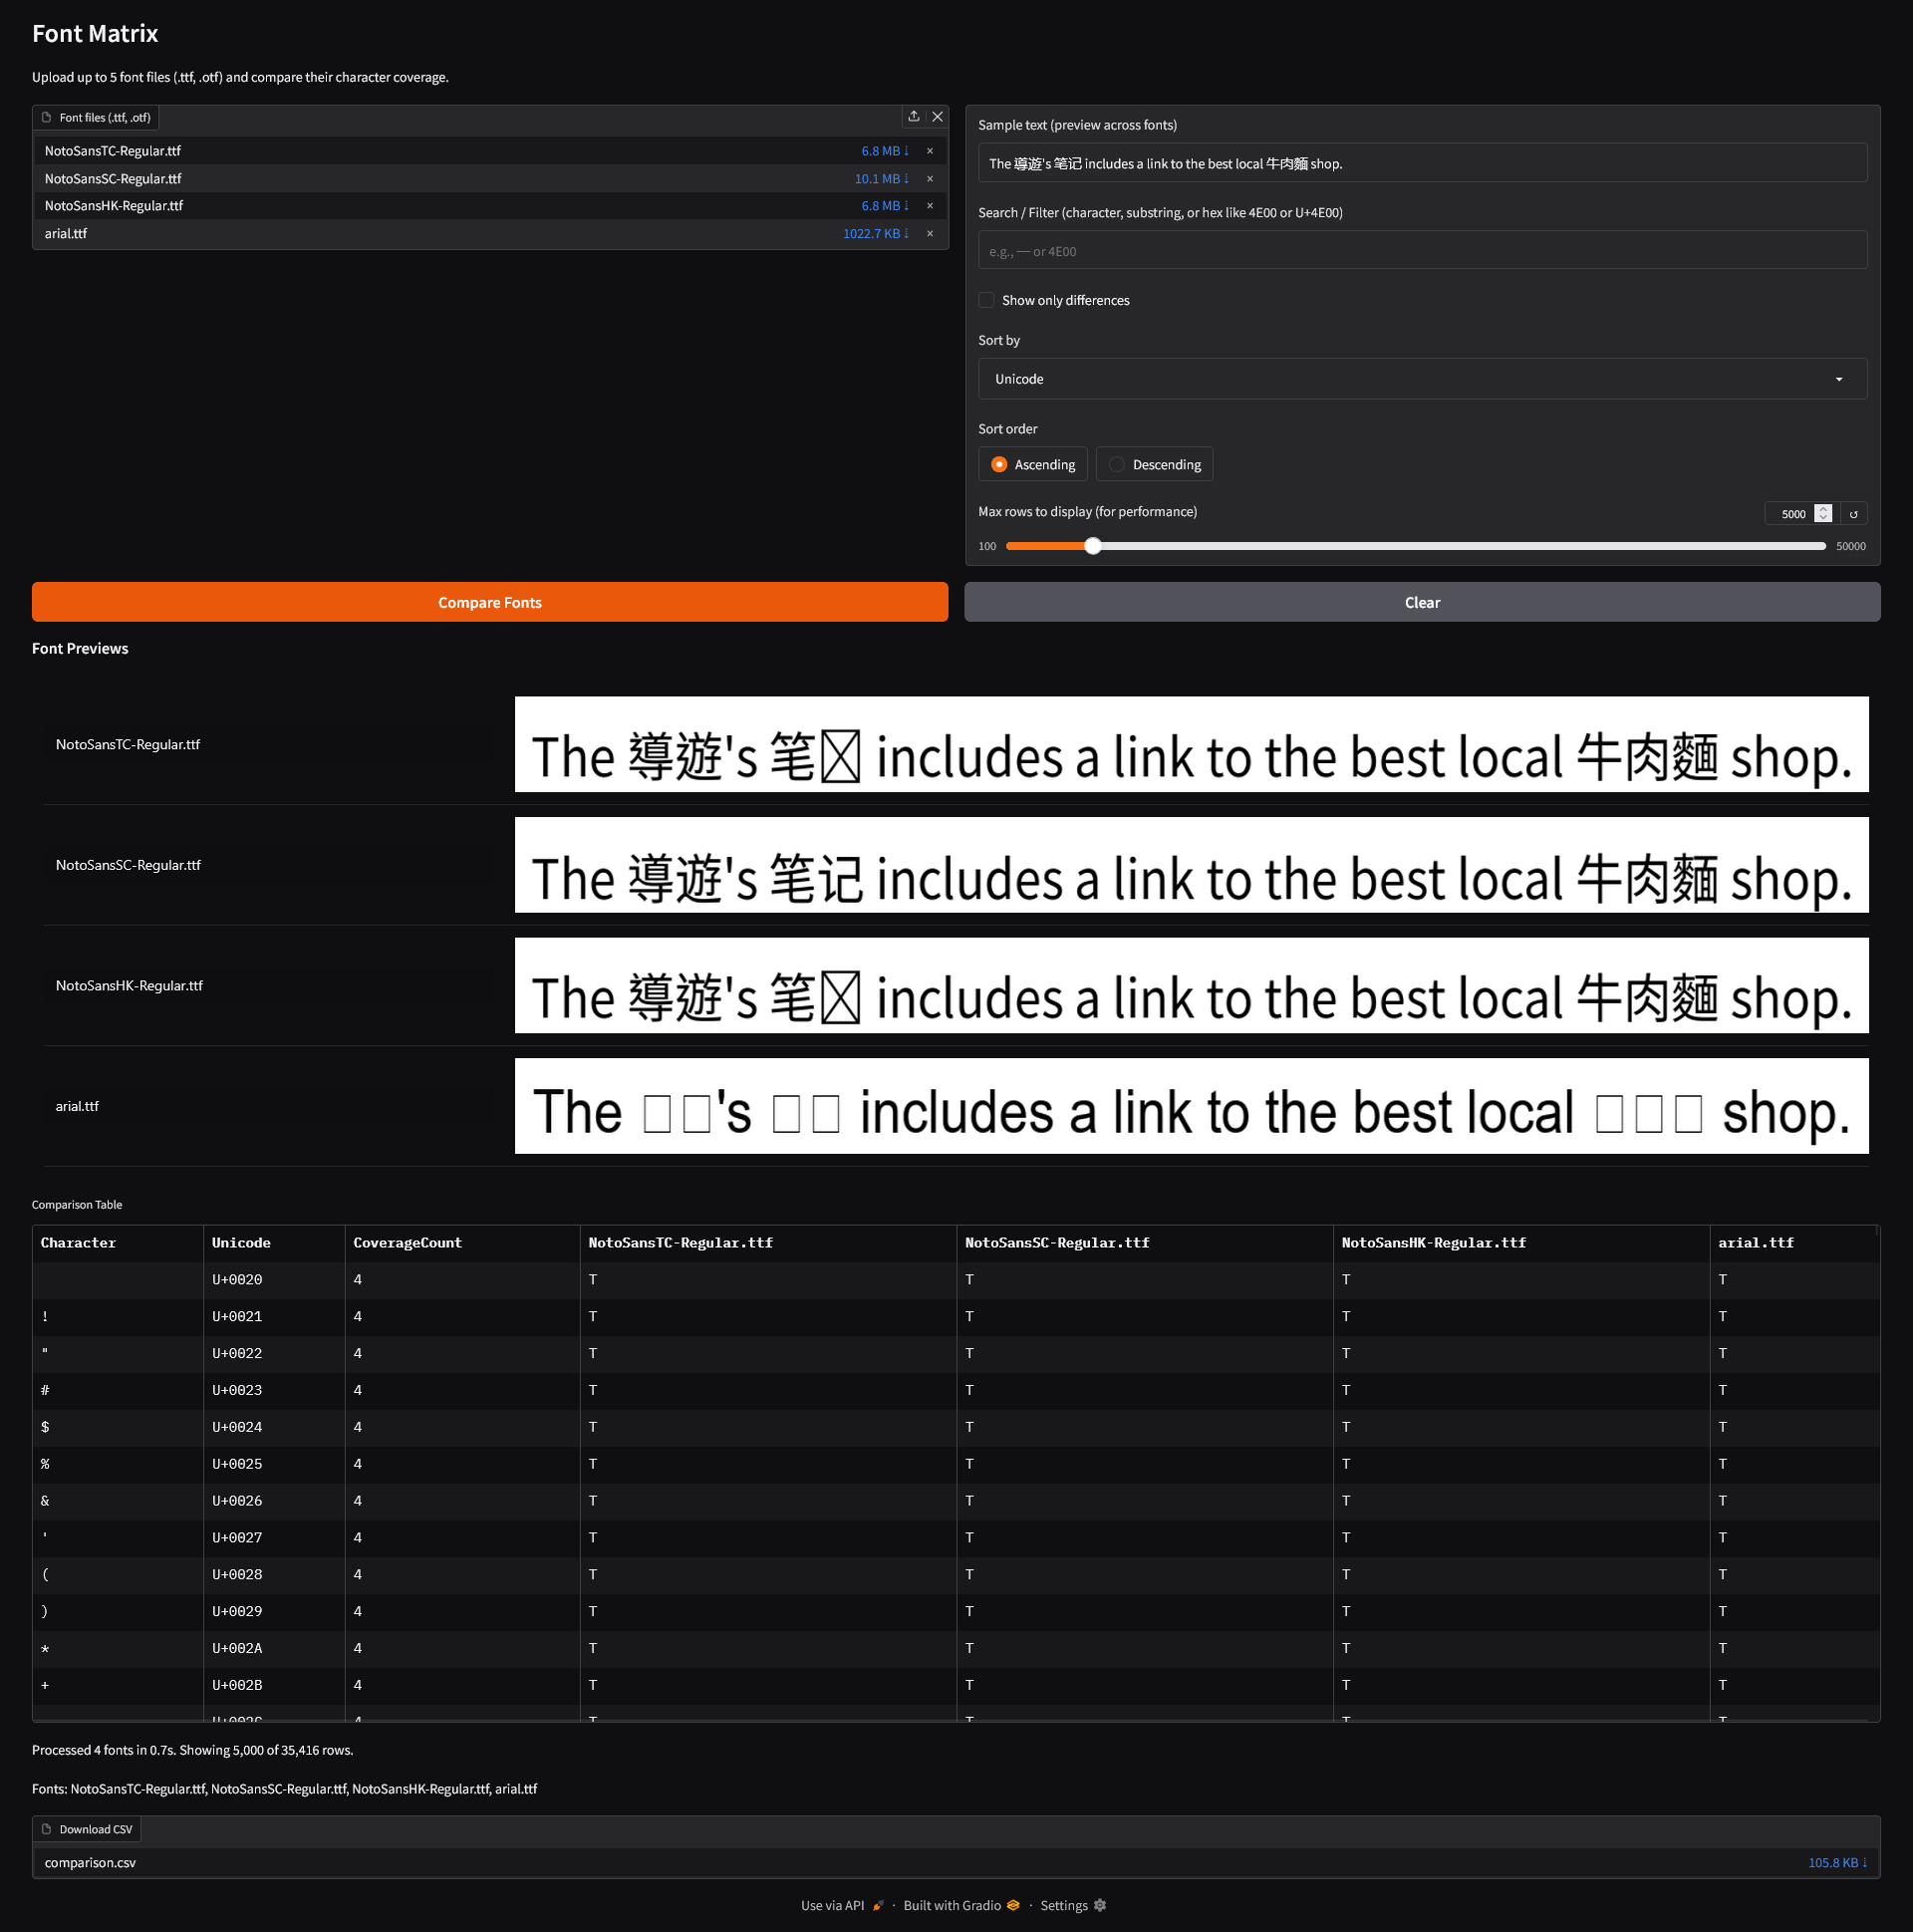 Font Matrix
Upload up to 5 font files (.ttf, .otf) and compare their character coverage.
Font files (.ttf, .otf)
NotoSansTC-Regular.ttf 6.8 MB ↓ ×
NotoSansSC-Regular.ttf 10.1 MB ↓ ×
NotoSansHK-Regular.ttf 6.8 MB ↓ ×
arial.ttf 1022.7 KB ↓ ×
Sample text (preview across fonts)
The 導遊's 笔记 includes a link to the best local 牛肉麵 shop.
Search / Filter (character, substring, or hex like 4E00 or U+4E00)
e.g., 一 or 4E00
Show only differences
Sort by
Unicode
Sort order
Ascending Descending
Max rows to display (for performance) 5000
100 50000
Compare Fonts Clear
Font Previews
NotoSansTC-Regular.ttf The 導遊's 笔 includes a link to the best local 牛肉麵 shop.
NotoSansSC-Regular.ttf The 導遊's 笔记 includes a link to the best local 牛肉麵 shop.
NotoSansHK-Regular.ttf The 導遊's 笔 includes a link to the best local 牛肉麵 shop.
arial.ttf The □□'s □□ includes a link to the best local □□□ shop.
Comparison Table
Character Unicode CoverageCount NotoSansTC-Regular.ttf NotoSansSC-Regular.ttf NotoSansHK-Regular.ttf arial.ttf
U+0020 4 T T T T
! U+0021 4 T T T T
" U+0022 4 T T T T
# U+0023 4 T T T T
$ U+0024 4 T T T T
% U+0025 4 T T T T
& U+0026 4 T T T T
' U+0027 4 T T T T
( U+0028 4 T T T T
) U+0029 4 T T T T
* U+002A 4 T T T T
+ U+002B 4 T T T T
U+002C 4 T T T T
Processed 4 fonts in 0.7s. Showing 5,000 of 35,416 rows.
Fonts: NotoSansTC-Regular.ttf, NotoSansSC-Regular.ttf, NotoSansHK-Regular.ttf, arial.ttf
Download CSV
comparison.csv 105.8 KB ↓
Use via API · Built with Gradio · Settings